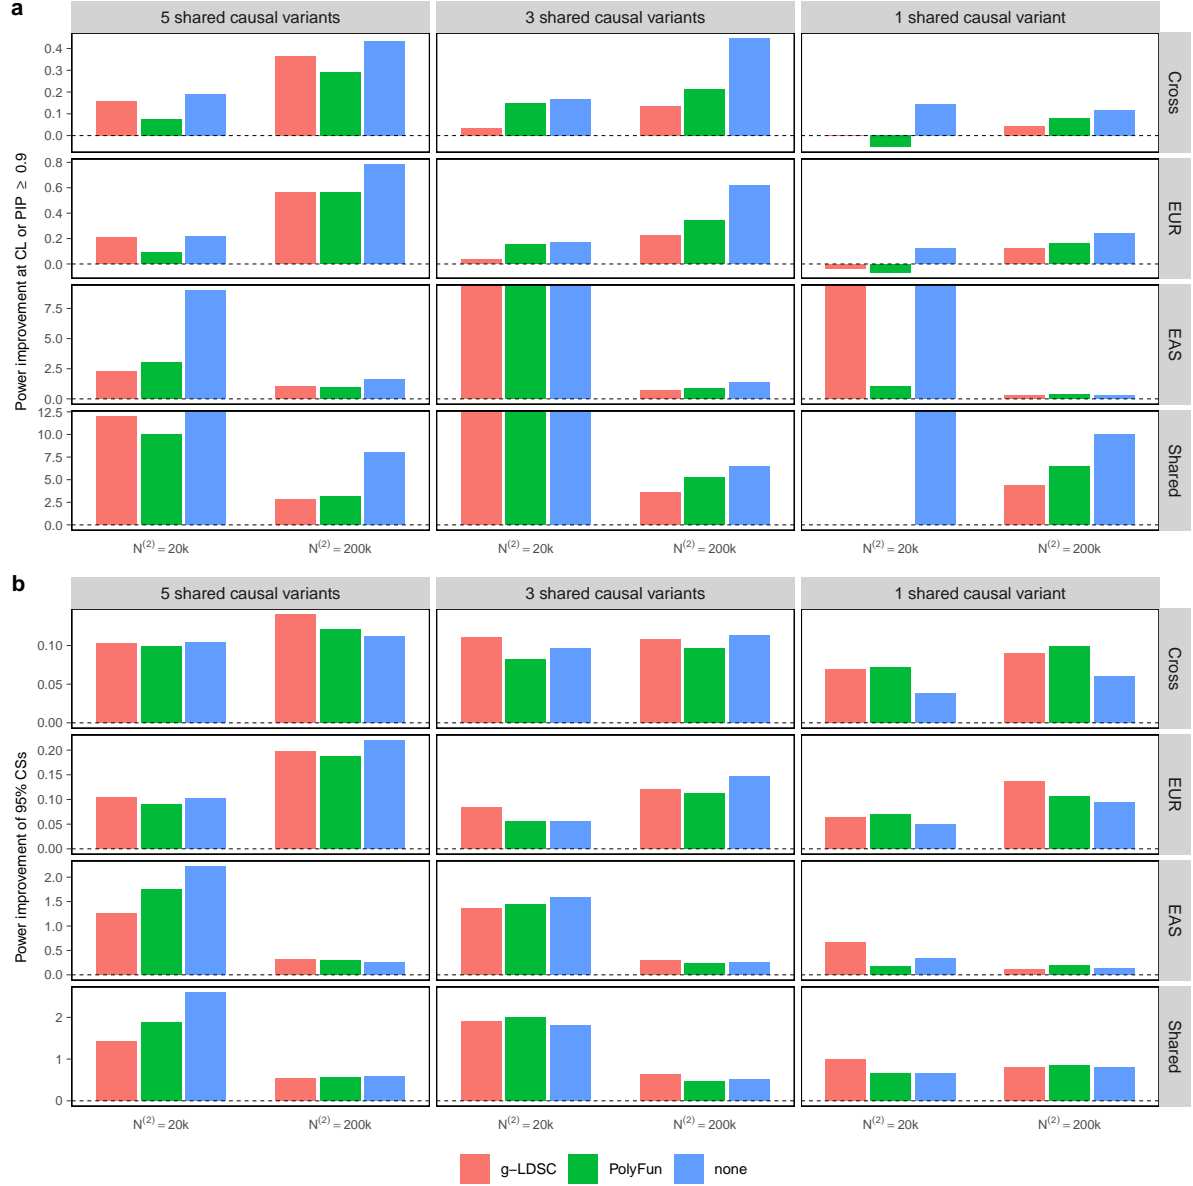 a
5 shared causal variants
3 shared causal variants
1 shared causal variant
Power improvement at CL or PIP ≥ 0.9
0.4
0.3
0.2
0.1
0.0
Cross
0.8
0.6
0.4
0.2
0.0
EUR
7.5
5.0
2.5
0.0
EAS
12.5
10.0
7.5
5.0
2.5
0.0
Shared
N(2) = 20k
N(2) = 200k
N(2) = 20k
N(2) = 200k
N(2) = 20k
N(2) = 200k
b
5 shared causal variants
3 shared causal variants
1 shared causal variant
Power improvement of 95% CSs
0.10
0.05
0.00
Cross
0.20
0.15
0.10
0.05
0.00
EUR
2.0
1.5
1.0
0.5
0.0
EAS
2
1
0
Shared
N(2) = 20k
N(2) = 200k
N(2) = 20k
N(2) = 200k
N(2) = 20k
N(2) = 200k
g−LDSC
PolyFun
none